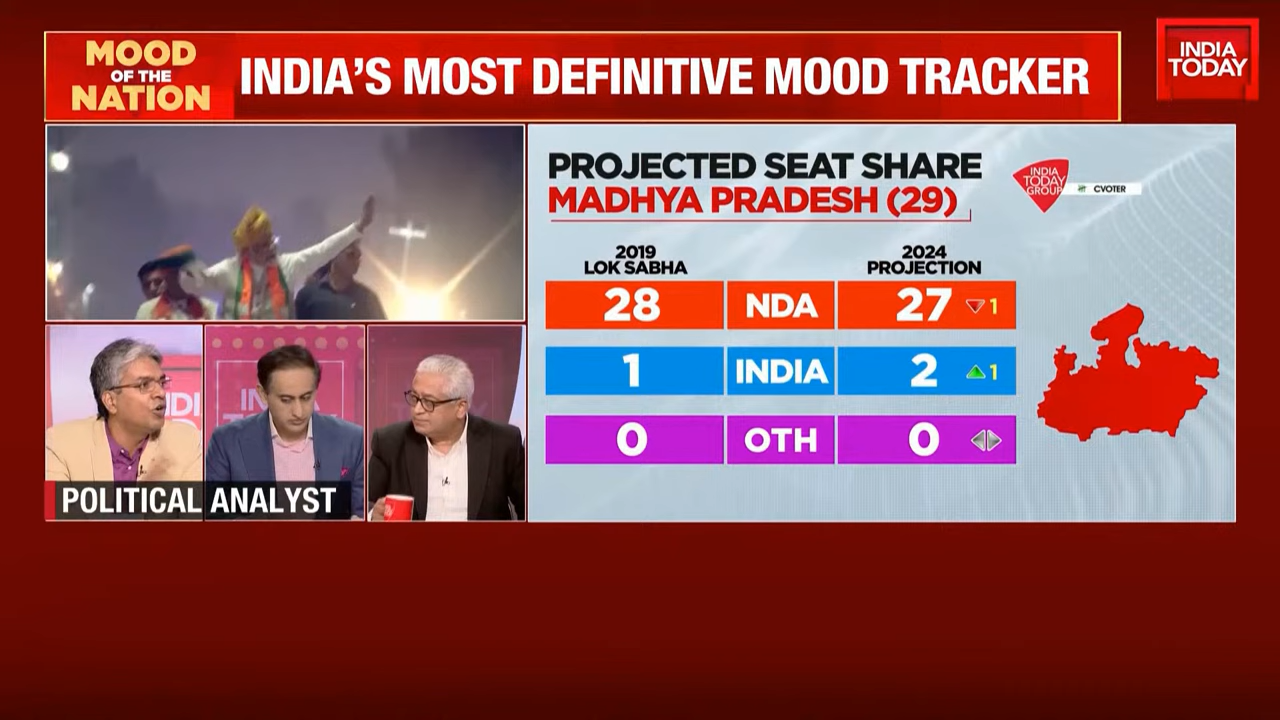 MOOD
OF THE
NATION
INDIA'S MOST DEFINITIVE MOOD TRACKER
INDIA
TODAY
PROJECTED SEAT SHARE
MADHYA PRADESH (29)
INDIA
TODAY
GROUP
CVOTER
2019
LOK SABHA
2024
PROJECTION
28 NDA 27 1
1 INDIA 2 1
0 OTH 0
POLITICAL ANALYST